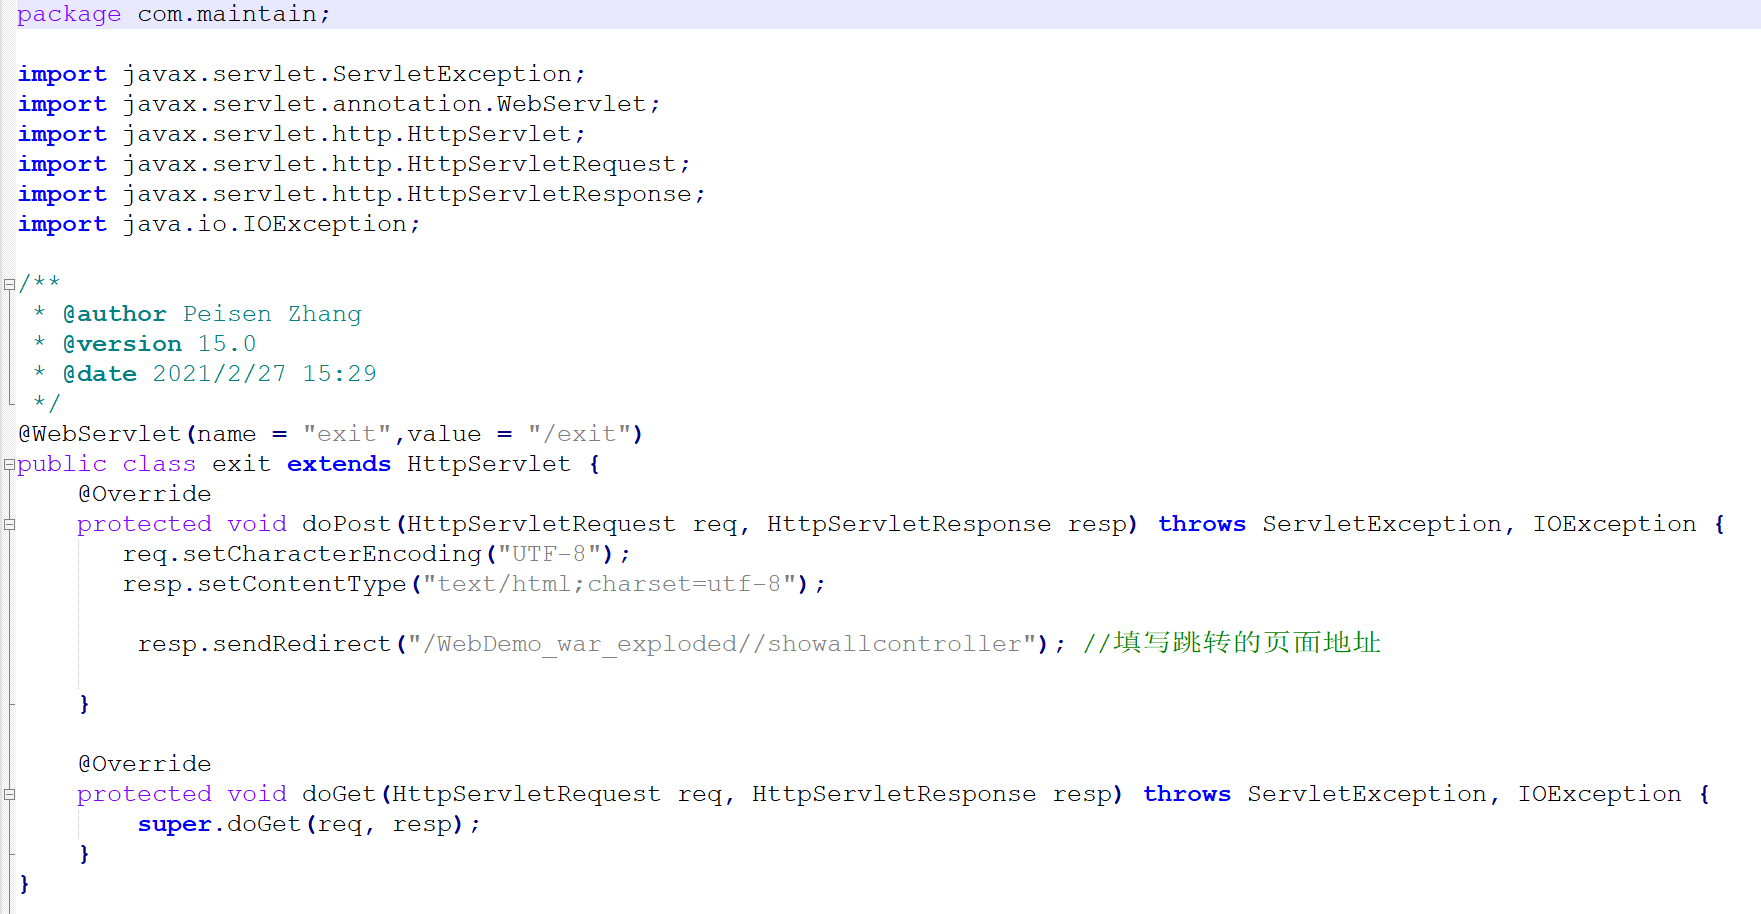 package com.maintain;
import javax.servlet.ServletException;
import javax.servlet.annotation.WebServlet;
import javax.servlet.http.HttpServlet;
import javax.servlet.http.HttpServletRequest;
import javax.servlet.http.HttpServletResponse;
import java.io.IOException;
/**
 * @author Peisen Zhang
 * @version 15.0
 * @date 2021/2/27 15:29
 */
@WebServlet(name = "exit",value = "/exit")
public class exit extends HttpServlet {
    @Override
    protected void doPost(HttpServletRequest req, HttpServletResponse resp) throws ServletException, IOException {
       req.setCharacterEncoding("UTF-8");
       resp.setContentType("text/html;charset=utf-8");
        resp.sendRedirect("/WebDemo_war_exploded//showallcontroller"); //填写跳转的页面地址
    }
    @Override
    protected void doGet(HttpServletRequest req, HttpServletResponse resp) throws ServletException, IOException {
        super.doGet(req, resp);
    }
}